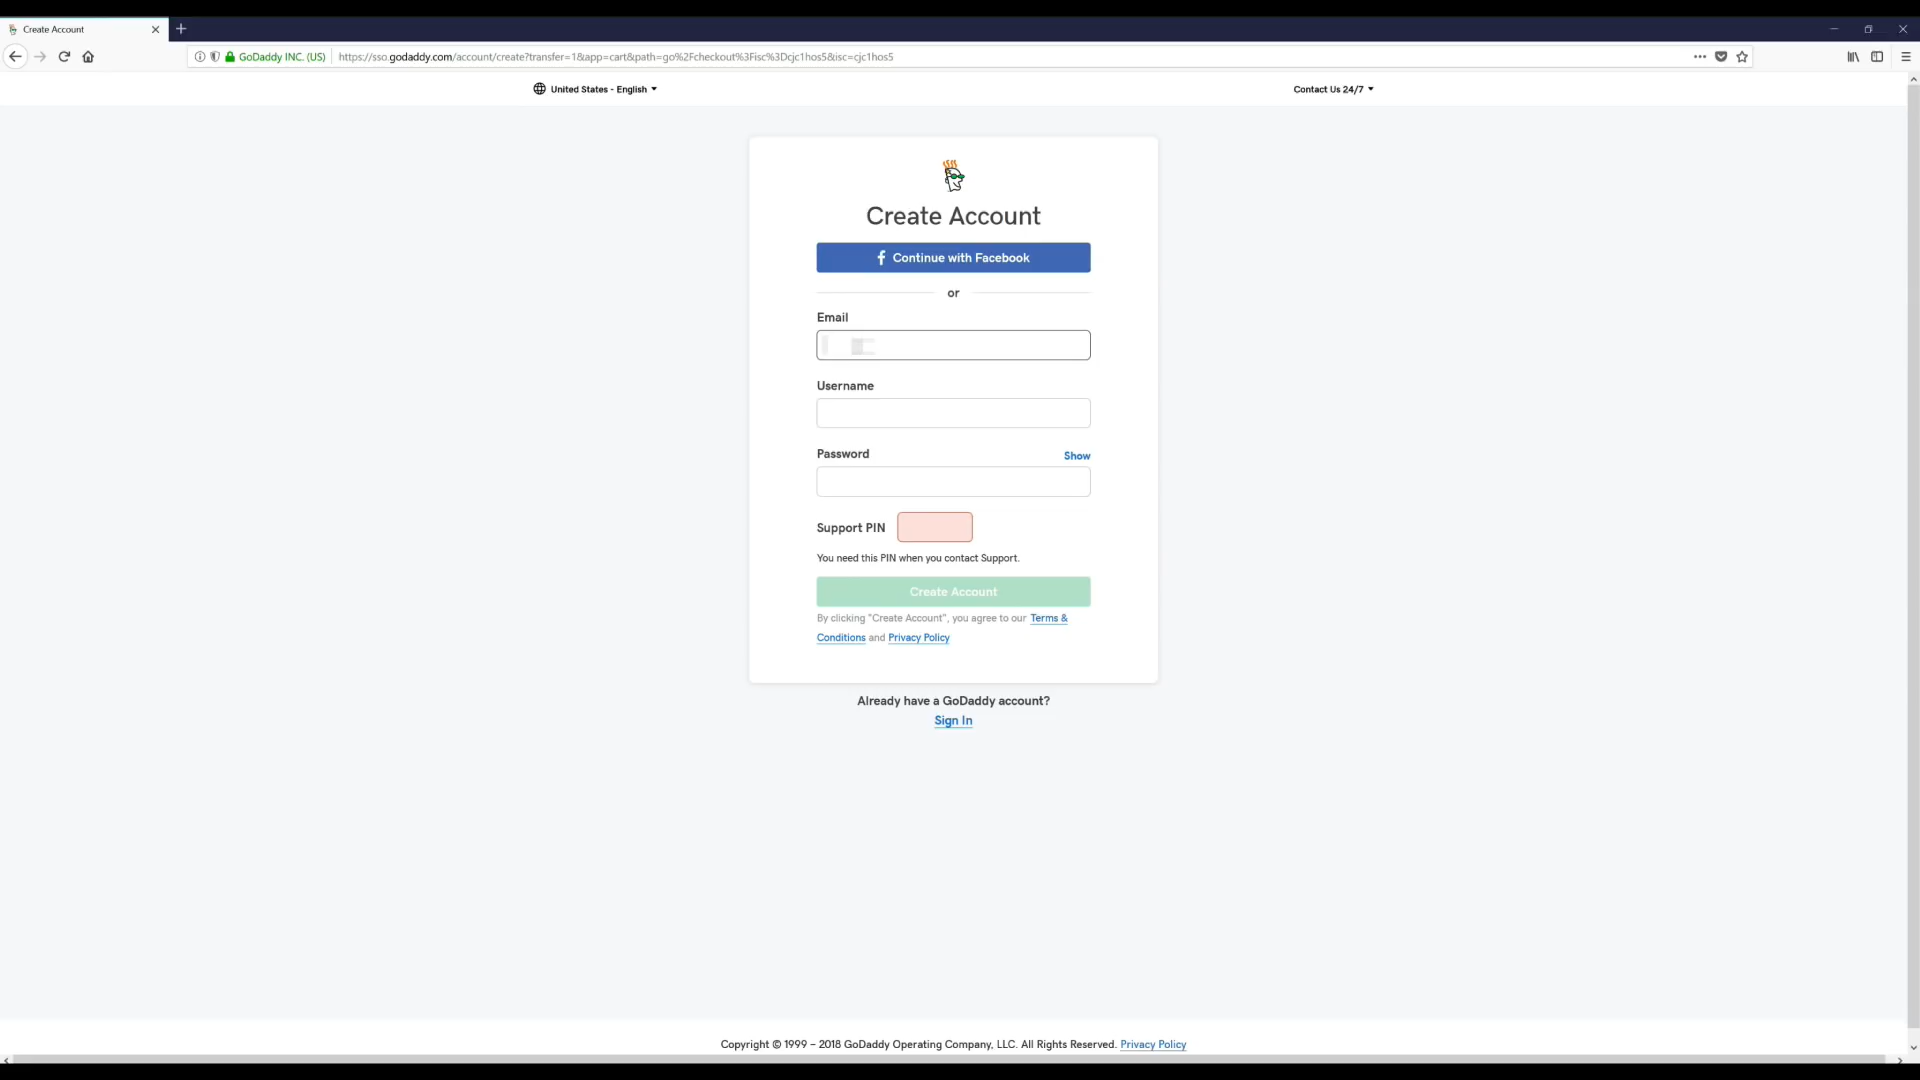 Create Account
GoDaddy INC. (US) https://sso.godaddy.com/account/create?transfer=1&app=cart&path=go%2Fcheckout%3Fisc%3Dcjc1hos5&isc=cjc1hos5
United States - English Contact Us 24/7
Create Account
Continue with Facebook
or
Email
Username
Password Show
Support PIN
You need this PIN when you contact Support.
Create Account
By clicking "Create Account", you agree to our Terms &
Conditions and Privacy Policy
Already have a GoDaddy account?
Sign In
Copyright © 1999 – 2018 GoDaddy Operating Company, LLC. All Rights Reserved. Privacy Policy